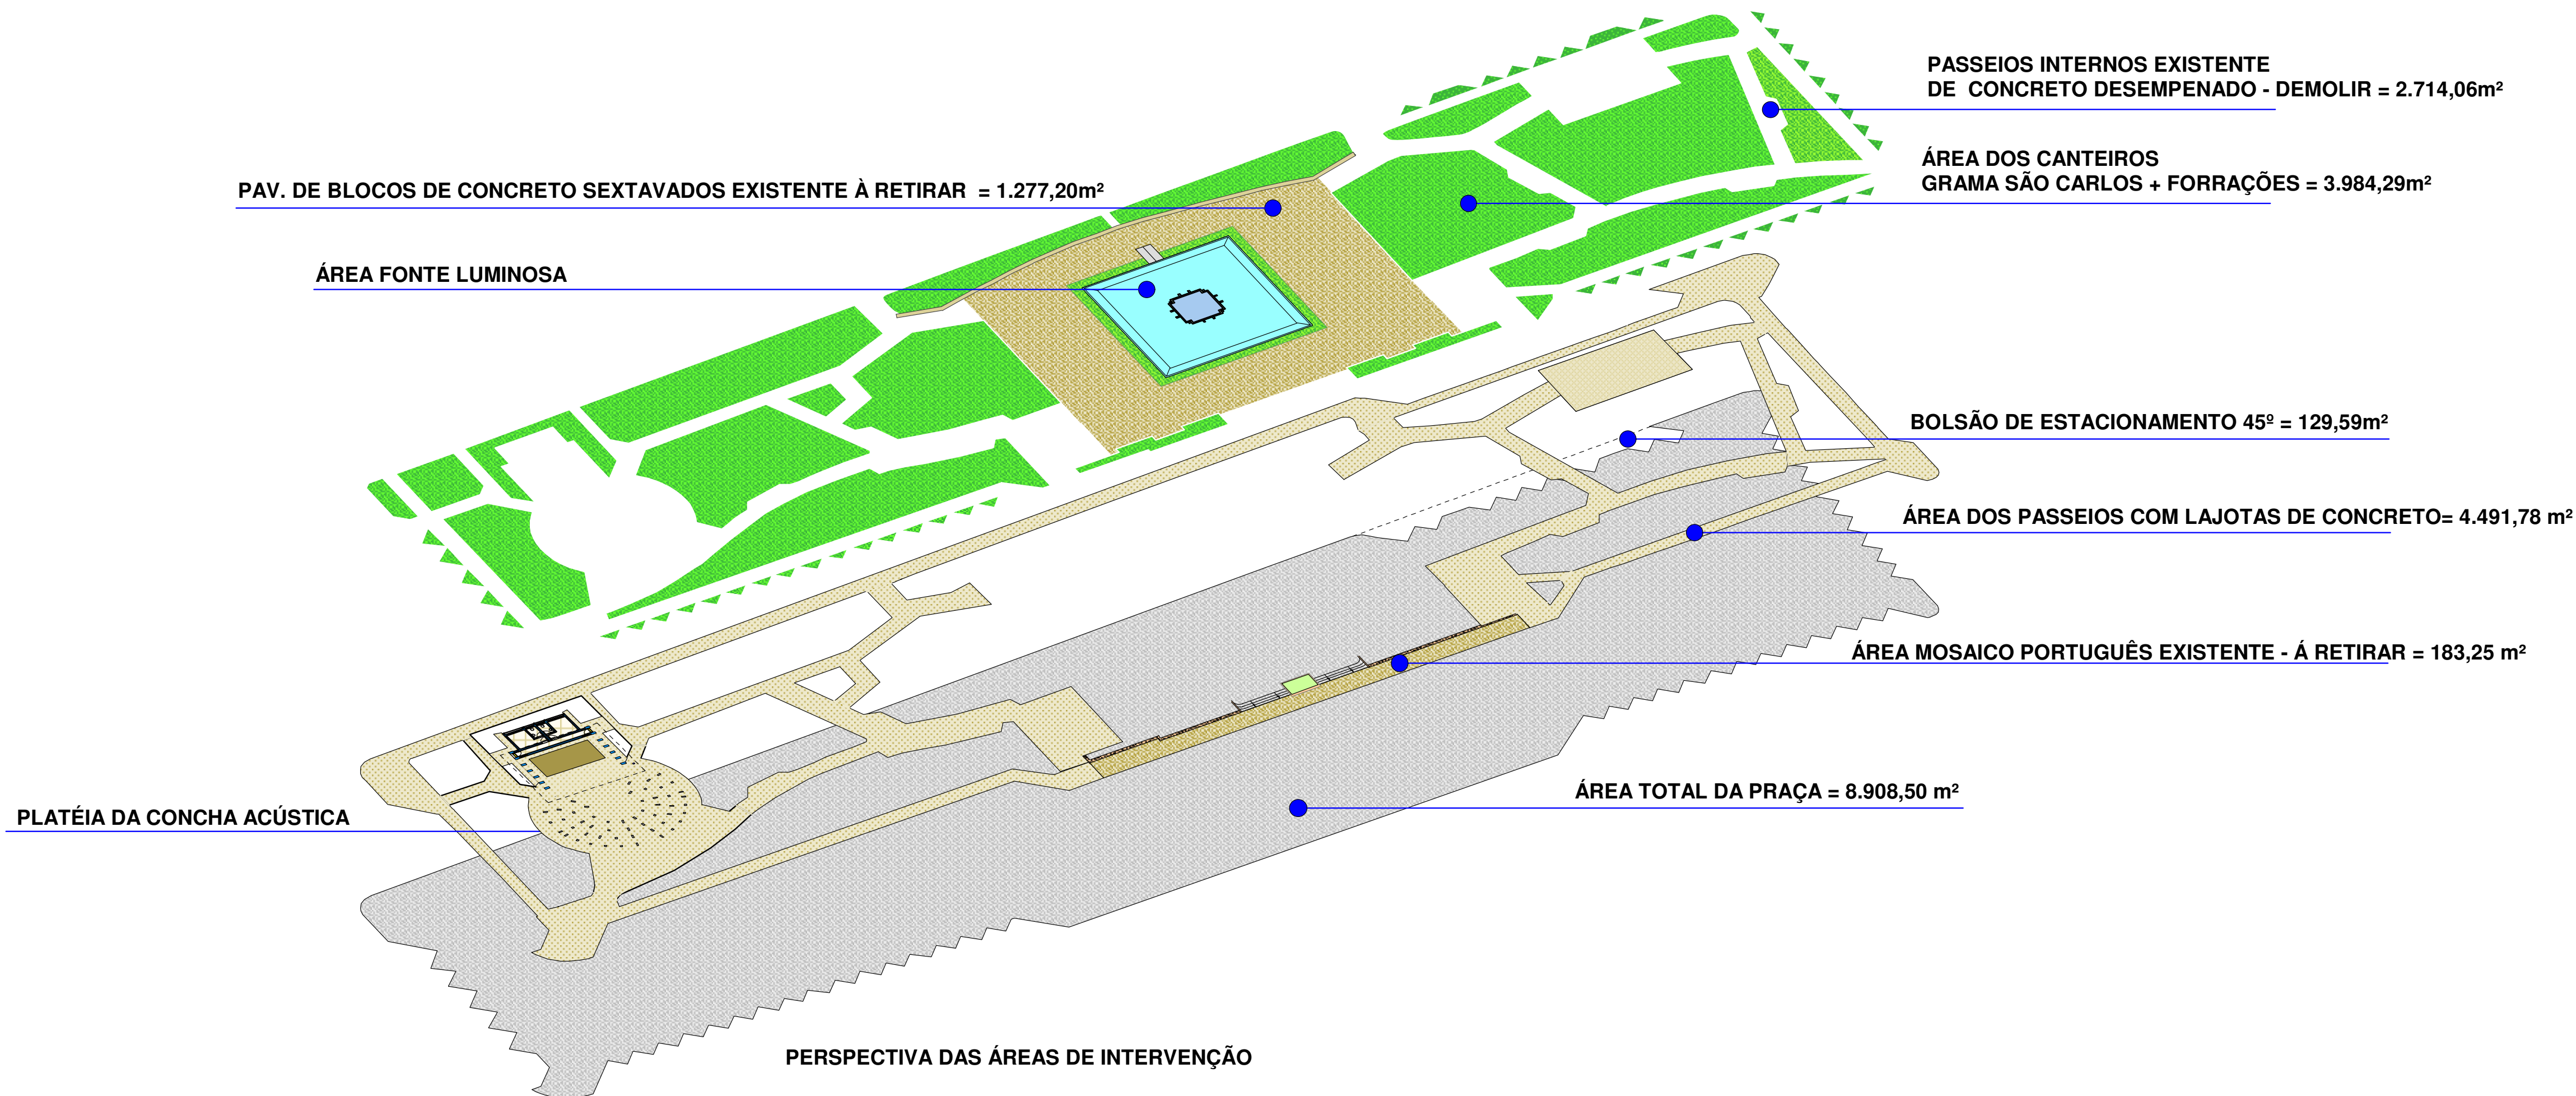 PASSEIOS INTERNOS EXISTENTE
DE CONCRETO DESEMPENADO - DEMOLIR = 2.714,06m²
ÁREA DOS CANTEIROS
GRAMA SÃO CARLOS + FORRAÇÕES = 3.984,29m²
PAV. DE BLOCOS DE CONCRETO SEXTAVADOS EXISTENTE À RETIRAR = 1.277,20m²
ÁREA FONTE LUMINOSA
BOLSÃO DE ESTACIONAMENTO 45º = 129,59m²
ÁREA DOS PASSEIOS COM LAJOTAS DE CONCRETO= 4.491,78 m²
ÁREA MOSAICO PORTUGUÊS EXISTENTE - Á RETIRAR = 183,25 m²
ÁREA TOTAL DA PRAÇA = 8.908,50 m²
PLATÉIA DA CONCHA ACÚSTICA
PERSPECTIVA DAS ÁREAS DE INTERVENÇÃO